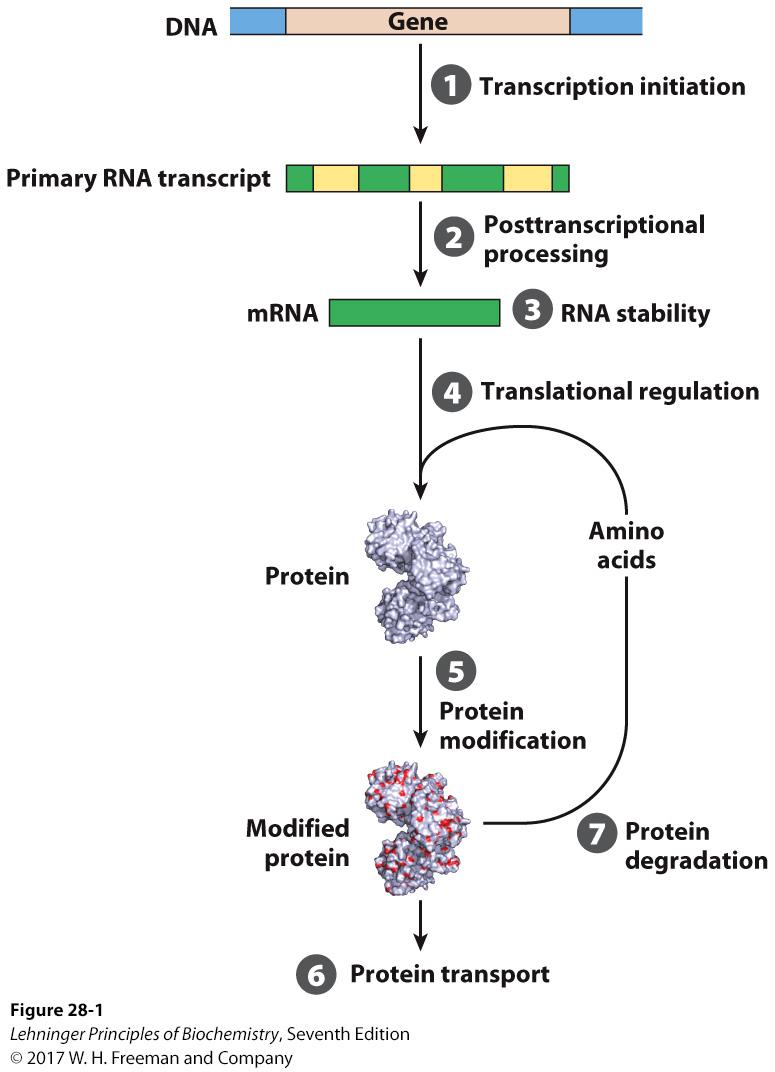 DNA
Gene
1 Transcription initiation
Primary RNA transcript
2 Posttranscriptional
processing
mRNA
3 RNA stability
4 Translational regulation
Amino
acids
Protein
5
Protein
modification
Modified
protein
7 Protein
degradation
6 Protein transport
Figure 28-1
Lehninger Principles of Biochemistry, Seventh Edition
© 2017 W. H. Freeman and Company